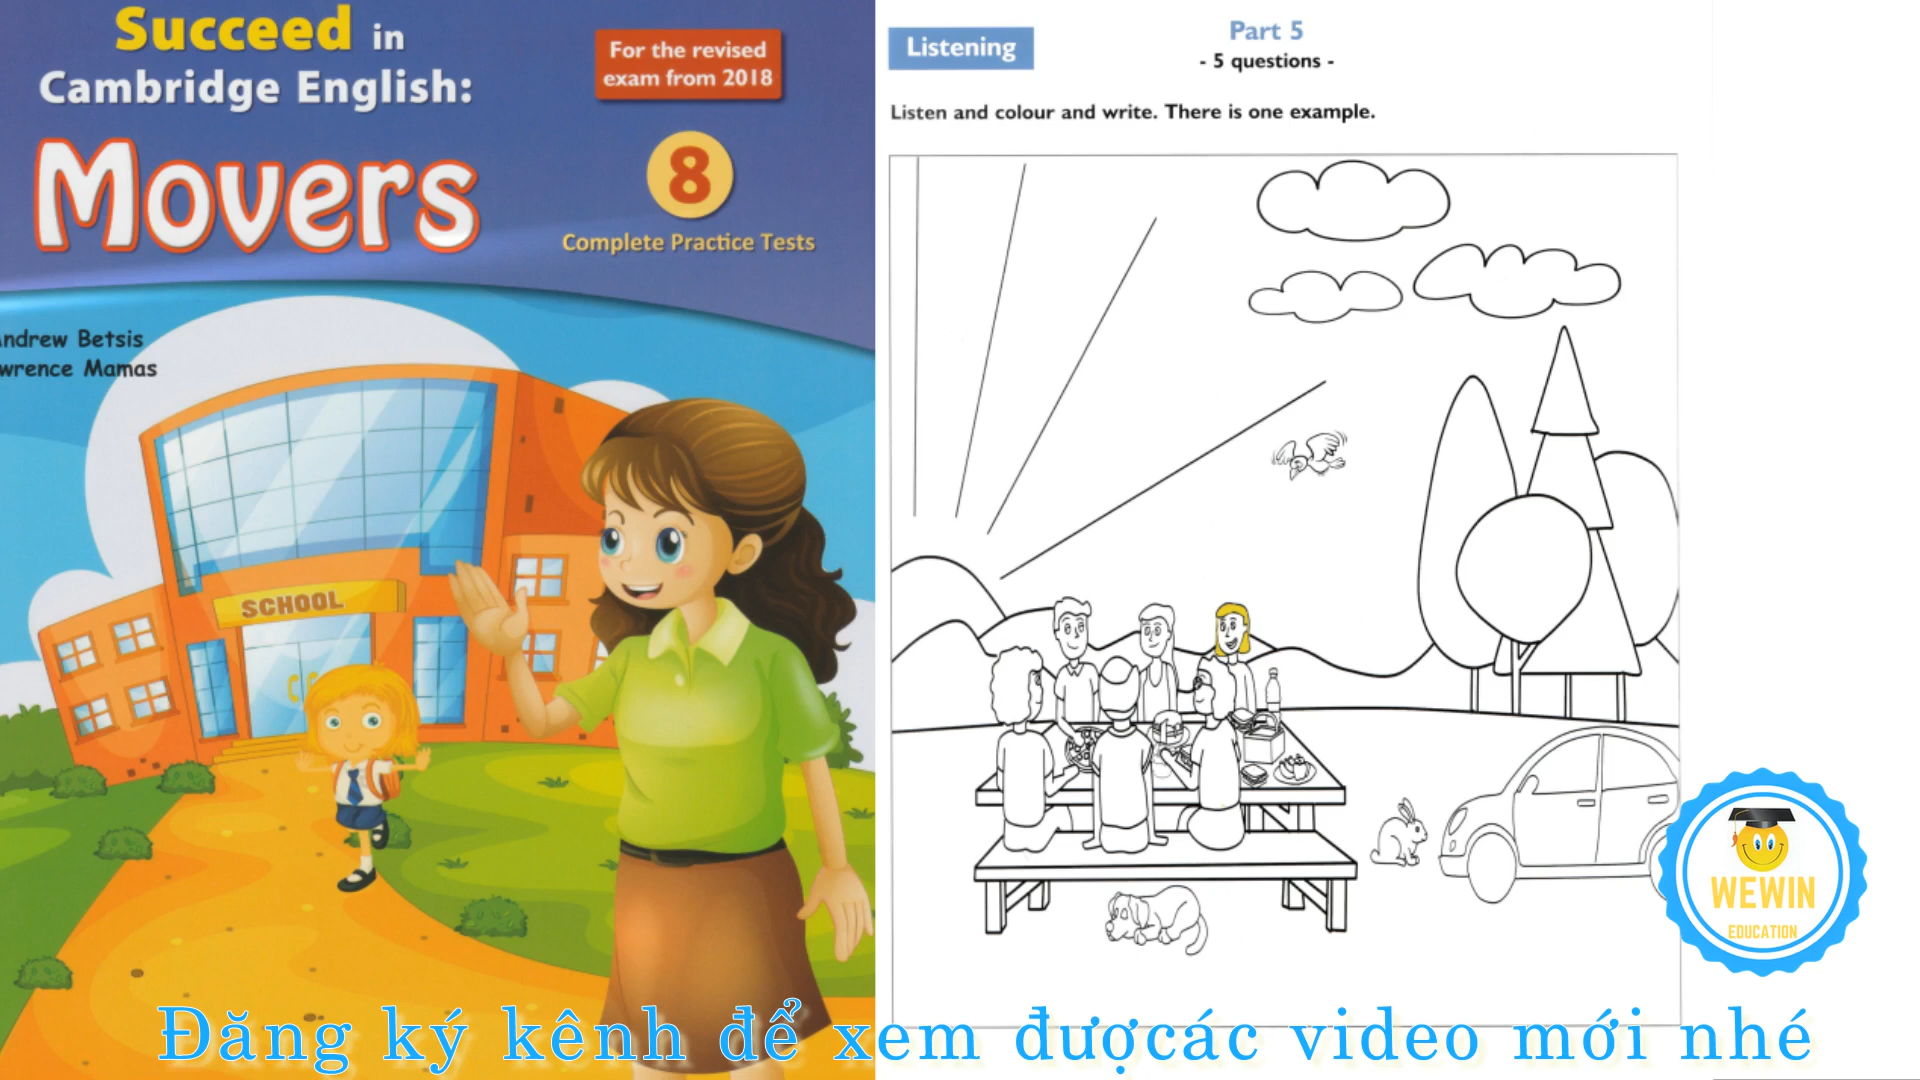 Succeed in
Cambridge English:
Movers
For the revised
exam from 2018
8
Complete Practice Tests
Andrew Betsis
wrence Mamas
SCHOOL
Listening
Part 5
- 5 questions -
Listen and colour and write. There is one example.
WEWIN
EDUCATION
Đăng ký kênh để xem đượccác video mới nhé